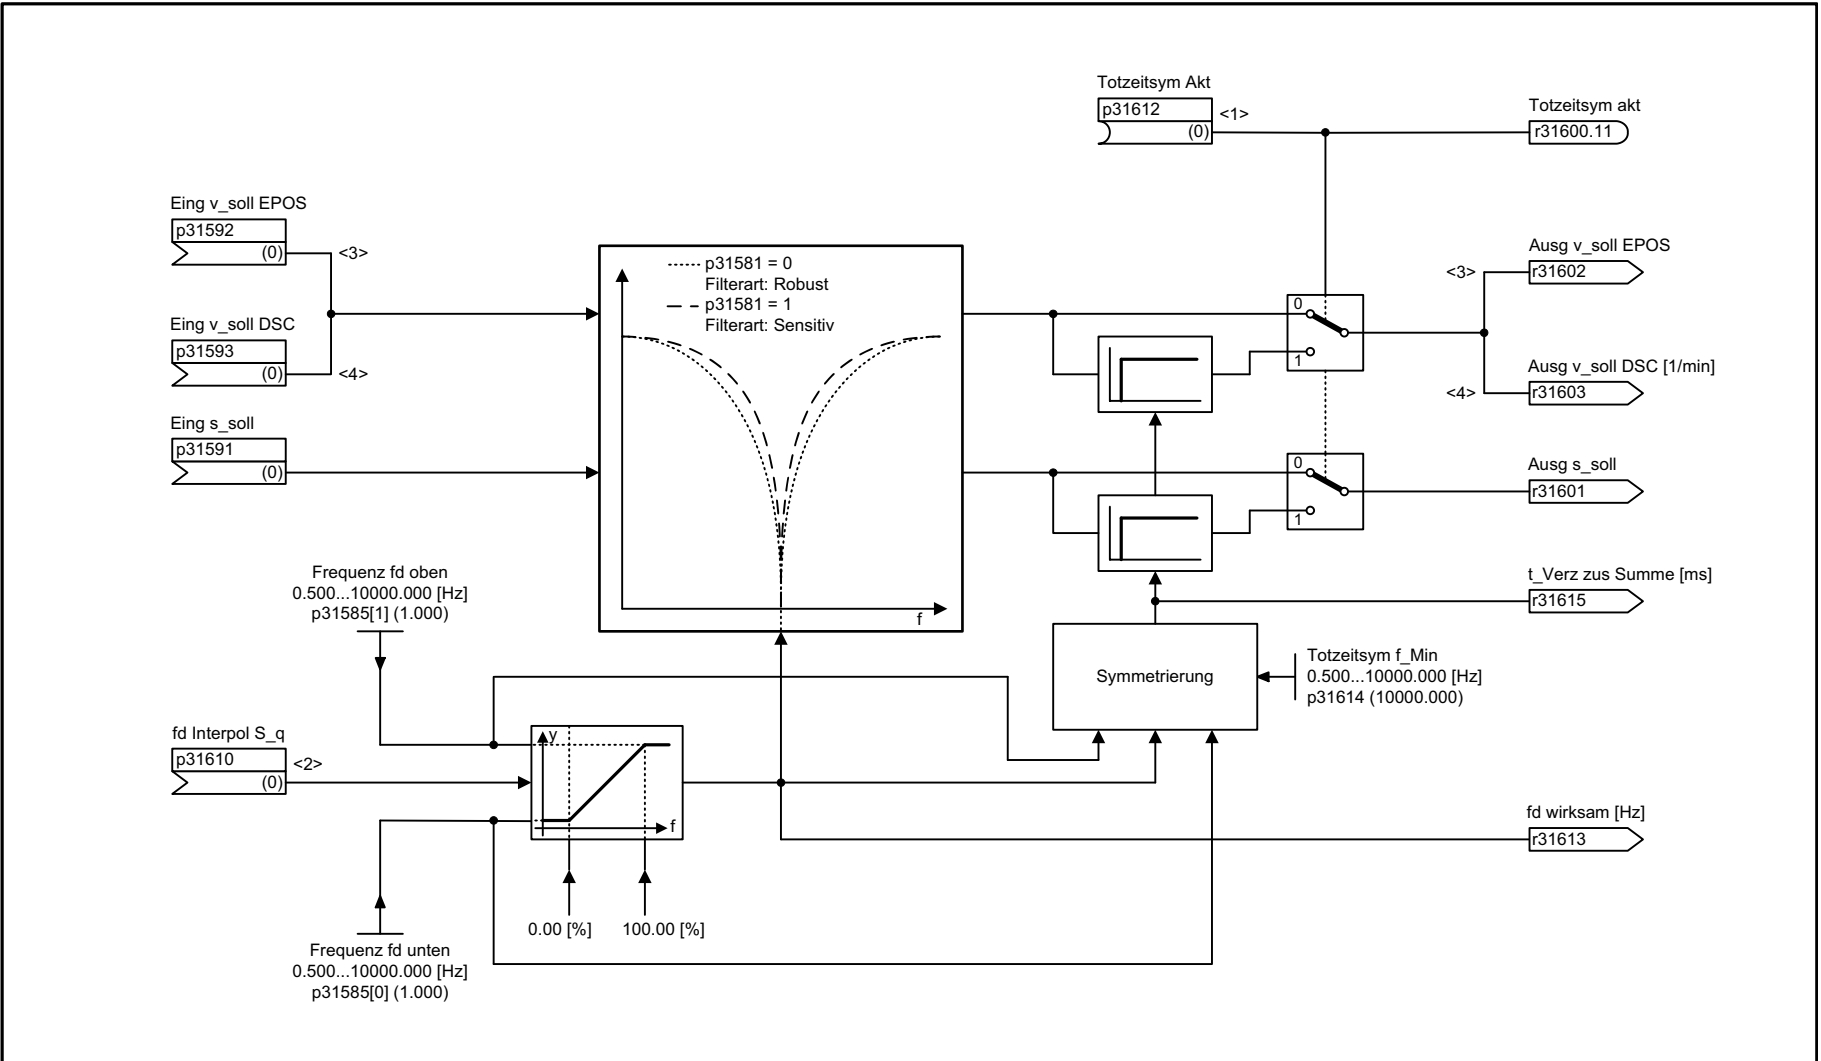 Totzeitsym Akt
p31612
<1>
(0)
Totzeitsym akt
r31600.11
Eing v_soll EPOS
p31592
(0)
<3>
Eing v_soll DSC
p31593
(0)
<4>
Eing s_soll
p31591
(0)
p31581 = 0
Filterart: Robust
p31581 = 1
Filterart: Sensitiv
f
0
1
Ausg v_soll EPOS
<3>
r31602
Ausg v_soll DSC [1/min]
<4>
r31603
0
1
Ausg s_soll
r31601
t_Verz zus Summe [ms]
r31615
Frequenz fd oben
0.500...10000.000 [Hz]
p31585[1] (1.000)
Symmetrierung
Totzeitsym f_Min
0.500...10000.000 [Hz]
p31614 (10000.000)
fd Interpol S_q
p31610
(0)
<2>
y
f
0.00 [%]
100.00 [%]
fd wirksam [Hz]
r31613
Frequenz fd unten
0.500...10000.000 [Hz]
p31585[0] (1.000)